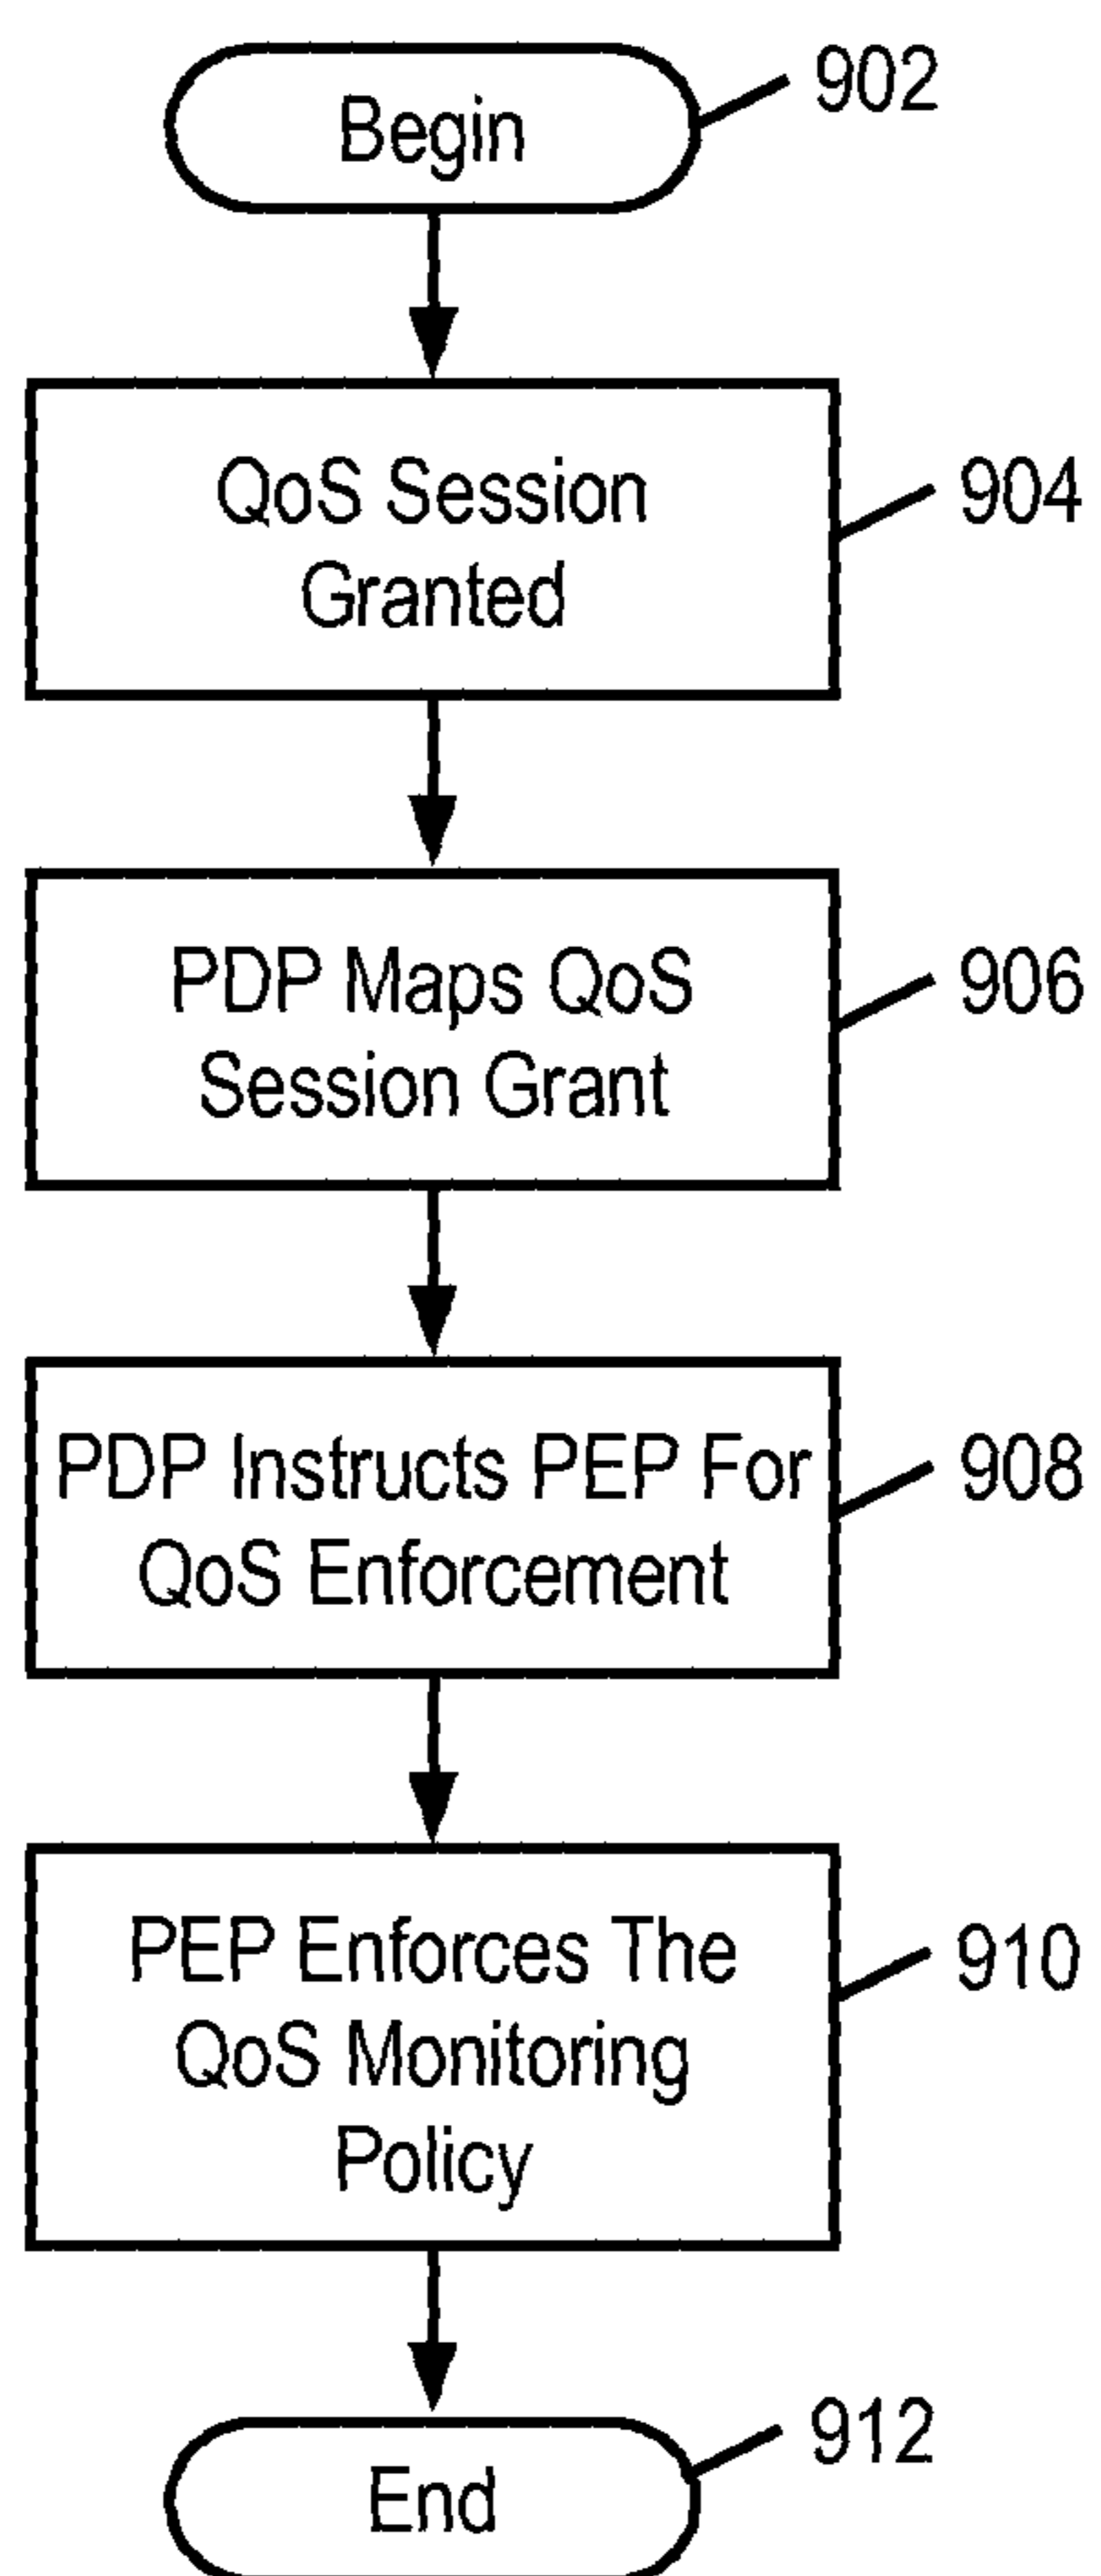 Begin
902
QoS Session
Granted
904
PDP Maps QoS
Session Grant
906
PDP Instructs PEP For
QoS Enforcement
908
PEP Enforces The
QoS Monitoring
Policy
910
End
912